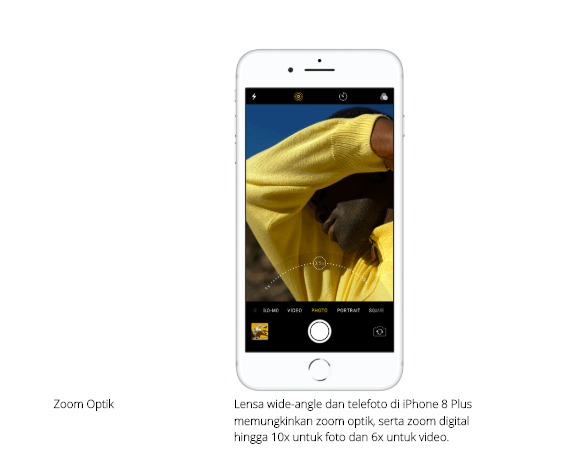 SLO-MO VIDEO PHOTO PORTRAIT SQUARE
Zoom Optik
Lensa wide-angle dan telefoto di iPhone 8 Plus
memungkinkan zoom optik, serta zoom digital
hingga 10x untuk foto dan 6x untuk video.